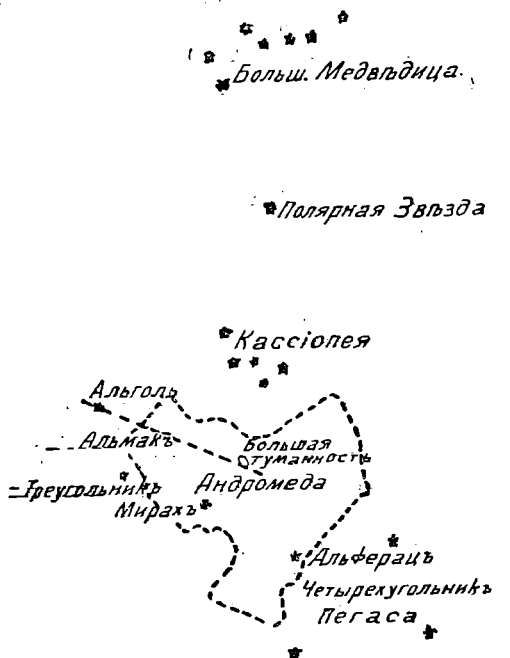 Больш. Медвѣдица.
Полярная Звѣзда
Кассіопея
Альголь
Альмакъ
Большая
туманность
Треугольникъ
Андромеда
Мирахъ
Альферацъ
Четырехугольникъ
Пегаса